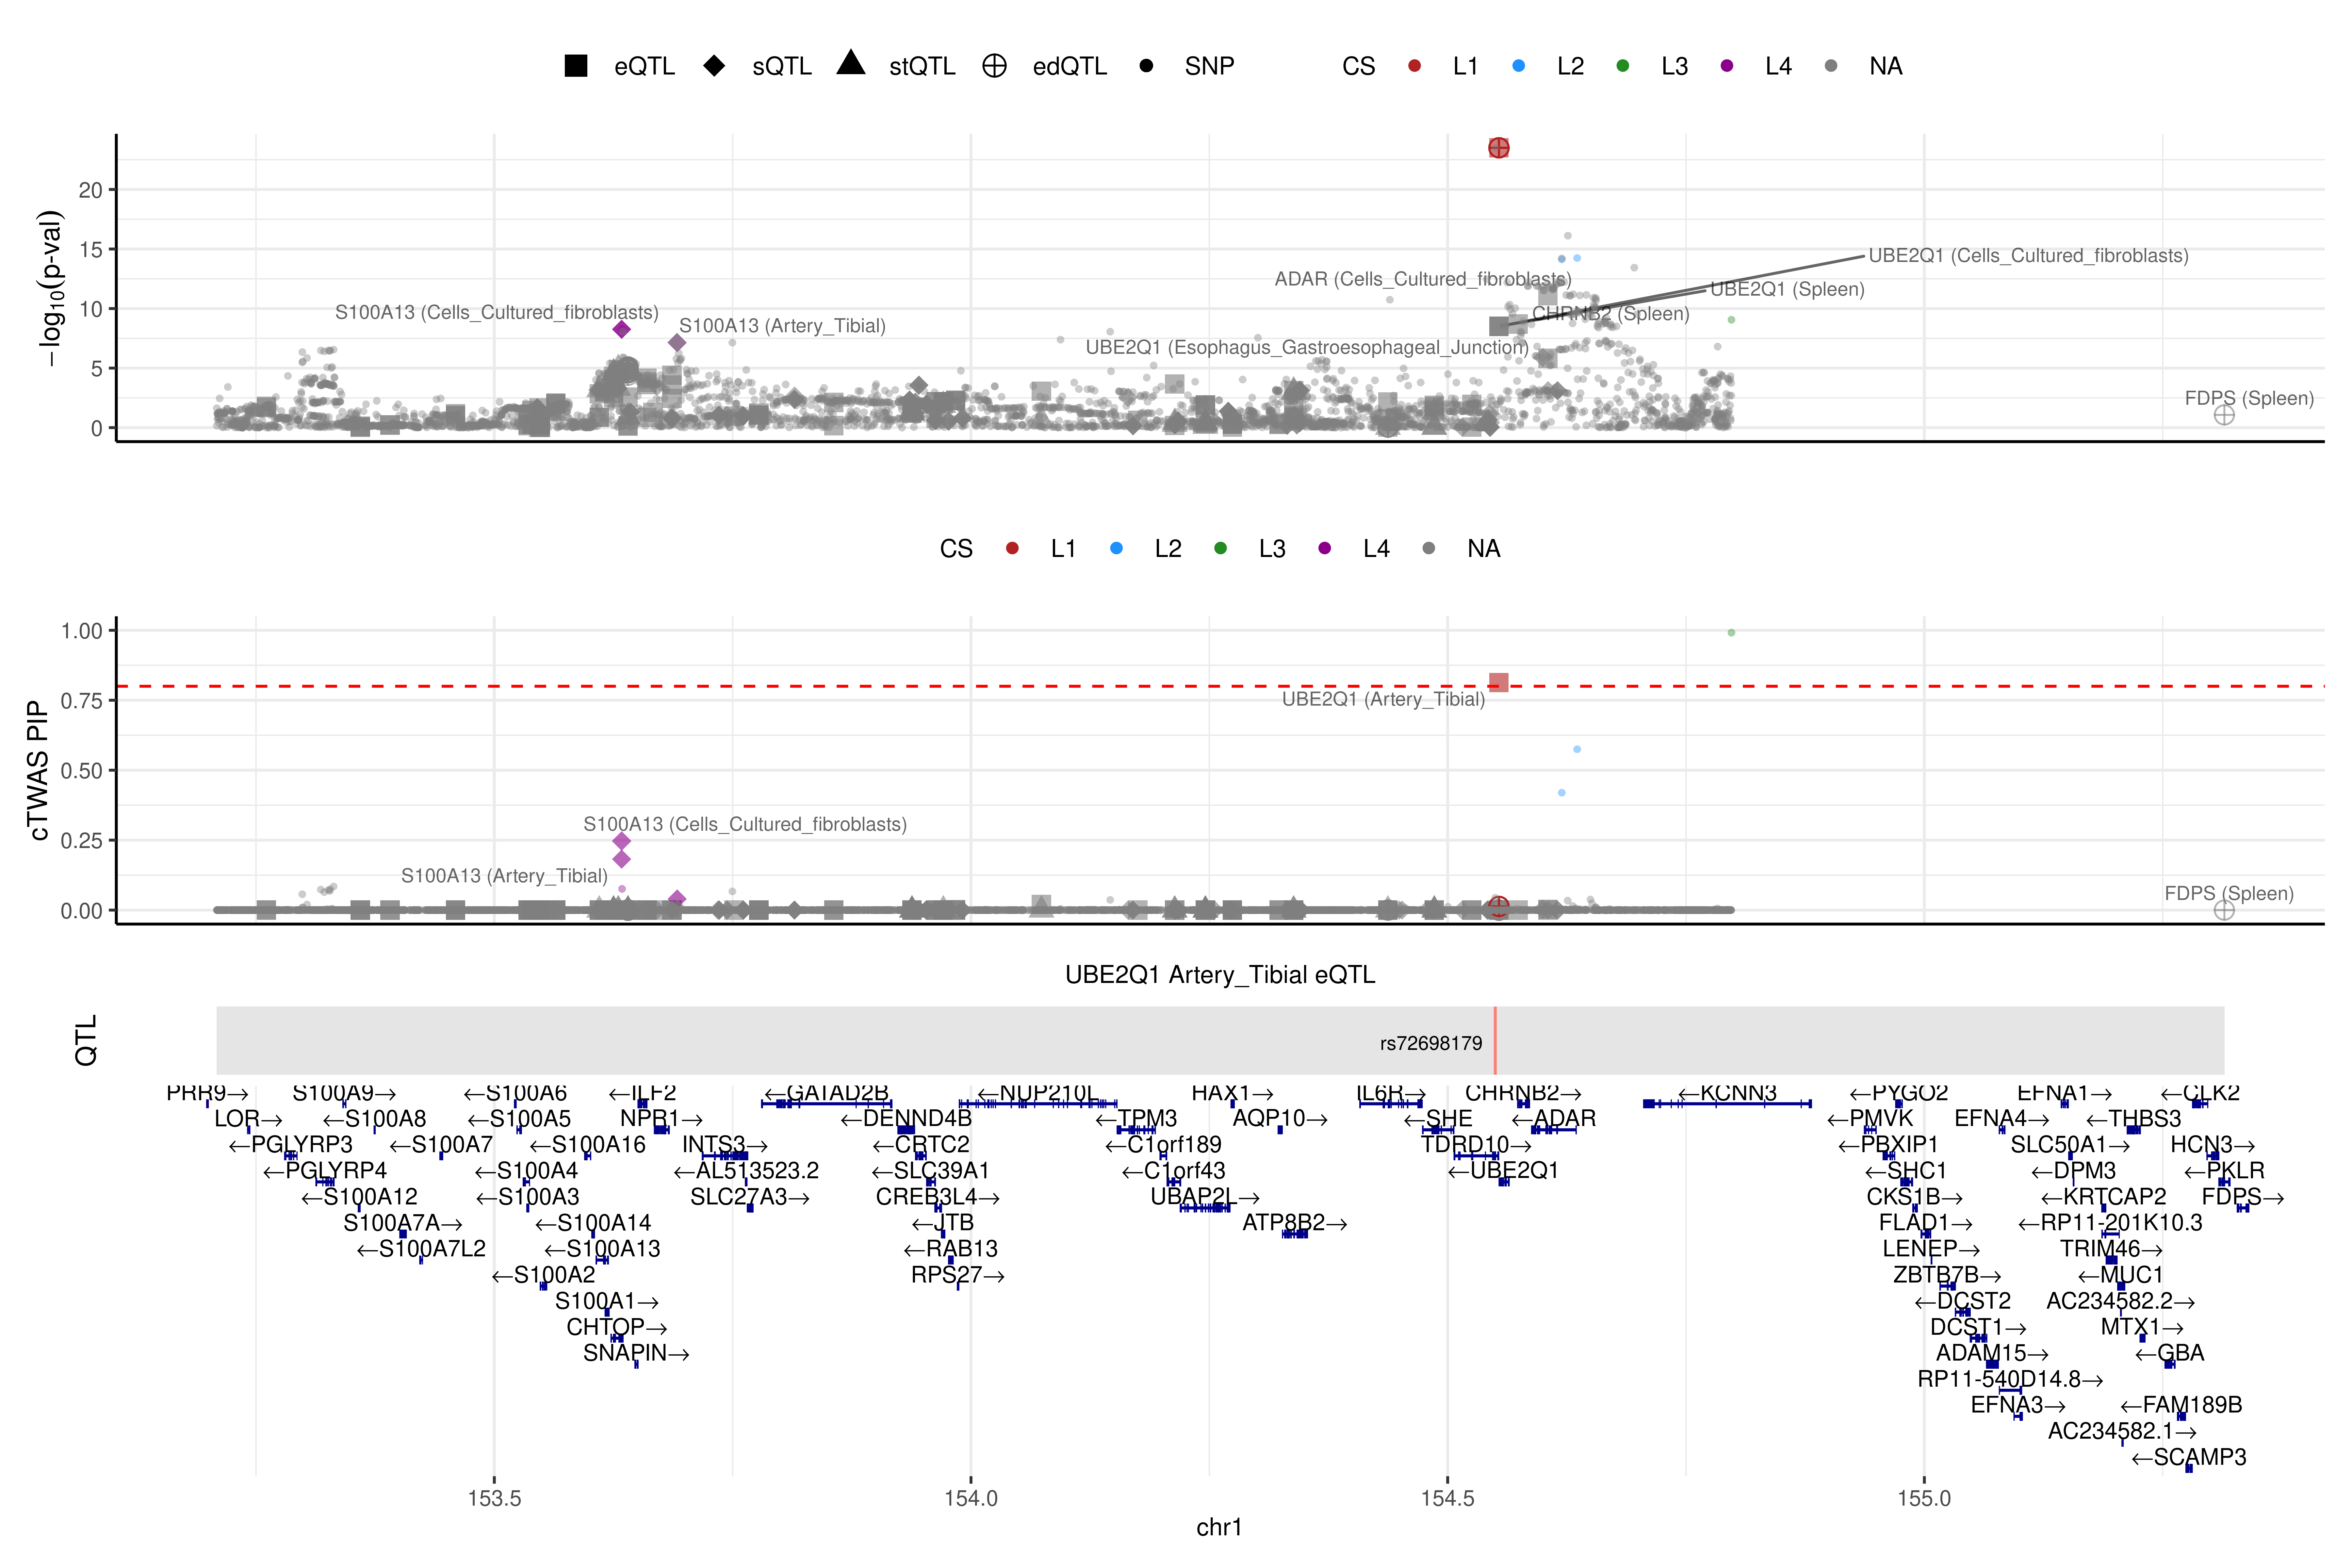 eQTL sQTL stQTL edQTL SNP CS L1 L2 L3 L4 NA
−log10(p-val)
20
15
10
5
0
UBE2Q1 (Cells_Cultured_fibroblasts)
ADAR (Cells_Cultured_fibroblasts)
UBE2Q1 (Spleen)
S100A13 (Cells_Cultured_fibroblasts)
CHRNB2 (Spleen)
S100A13 (Artery_Tibial)
UBE2Q1 (Esophagus_Gastroesophageal_Junction)
FDPS (Spleen)
CS L1 L2 L3 L4 NA
cTWAS PIP
1.00
0.75
0.50
0.25
0.00
UBE2Q1 (Artery_Tibial)
S100A13 (Cells_Cultured_fibroblasts)
S100A13 (Artery_Tibial)
FDPS (Spleen)
UBE2Q1 Artery_Tibial eQTL
QTL
rs72698179
PRR9→ S100A9→ ←S100A6 ←ILF2 ←GATAD2B ←NUP210L HAX1→ IL6R→ CHRNB2→ ←KCNN3 ←PYGO2 EFNA1→ ←CLK2
LOR→ ←S100A8 ←S100A5 NPR1→ ←DENND4B ←TPM3 AQP10→ ←SHE ←ADAR ←PMVK EFNA4→ ←THBS3
←PGLYRP3 ←S100A7 ←S100A16 INTS3→ ←CRTC2 ←C1orf189 TDRD10→ ←PBXIP1 SLC50A1→ HCN3→
←PGLYRP4 ←S100A4 ←AL513523.2 ←SLC39A1 ←C1orf43 ←UBE2Q1 ←SHC1 ←DPM3 ←PKLR
←S100A12 ←S100A3 SLC27A3→ CREB3L4→ UBAP2L→ CKS1B→ ←KRTCAP2 FDPS→
S100A7A→ ←S100A14 ←JTB ATP8B2→ FLAD1→ ←RP11-201K10.3
←S100A7L2 ←S100A13 ←RAB13 LENEP→ TRIM46→
←S100A2 RPS27→ ZBTB7B→ ←MUC1
S100A1→ ←DCST2 AC234582.2→
CHTOP→ DCST1→ MTX1→
SNAPIN→ ADAM15→ ←GBA
RP11-540D14.8→
EFNA3→ ←FAM189B
AC234582.1→
←SCAMP3
153.5 154.0 154.5 155.0
chr1